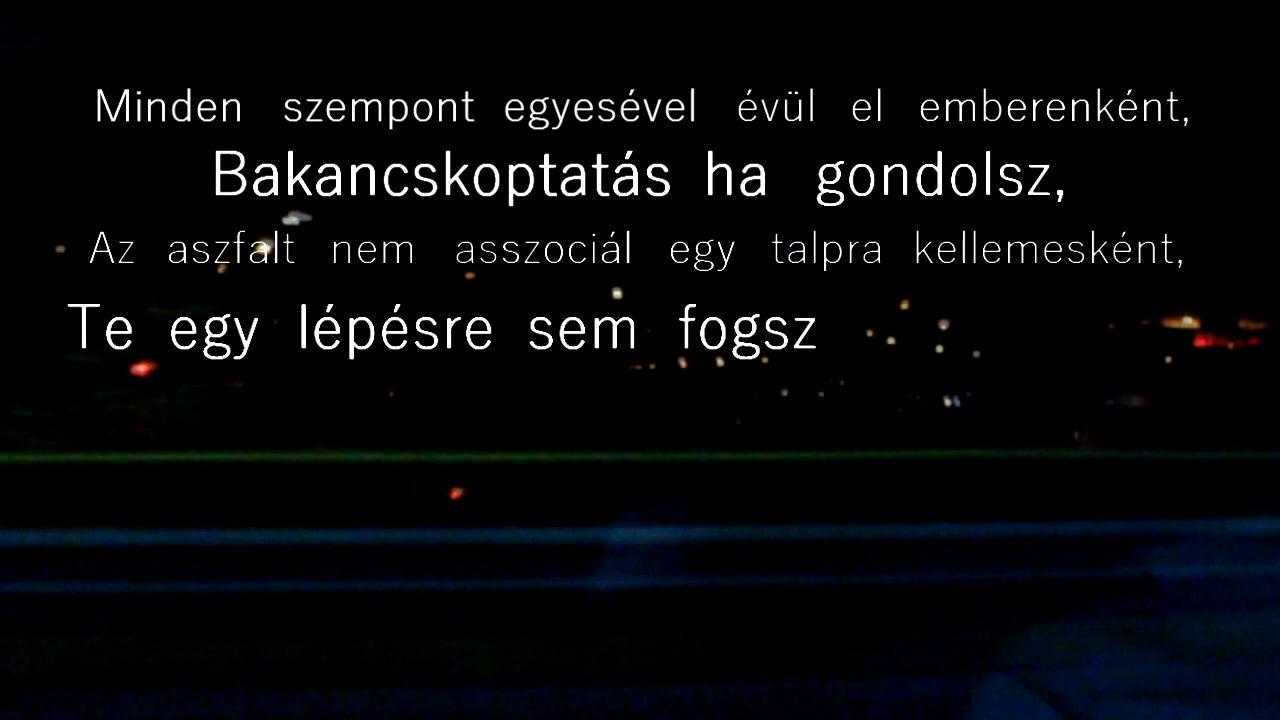 Minden szempont egyesével évül el emberenként,
Bakancskoptatás ha gondolsz,
Az aszfalt nem asszociál egy talpra kellemesként,
Te egy lépésre sem fogsz